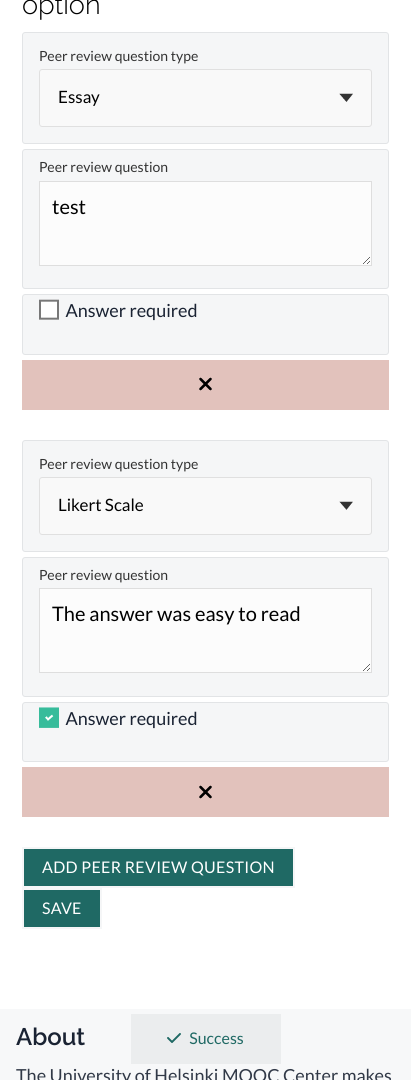 option
Peer review question type
Essay
Peer review question
test
Answer required
Peer review question type
Likert Scale
Peer review question
The answer was easy to read
Answer required
ADD PEER REVIEW QUESTION
SAVE
About
Success
The University of Helsinki MOOC Center makes